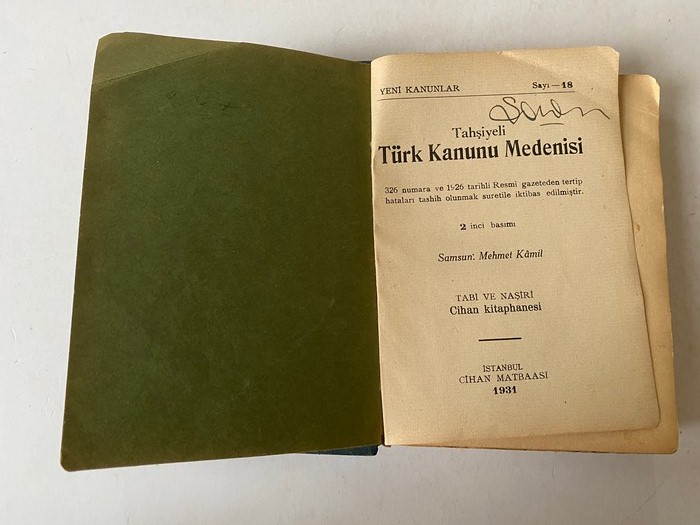 YENİ KANUNLAR Sayı — 18
Tahşiyeli
Türk Kanunu Medenisi
326 numara ve 1926 tarihli Resmi gazeteden tertip
hataları tashih olunmak suretile iktibas edilmiştir.
2 inci basımı
Samsun: Mehmet Kâmil
TABİ VE NAŞİRİ
Cihan kitaphanesi
İSTANBUL
CİHAN MATBAASI
1931